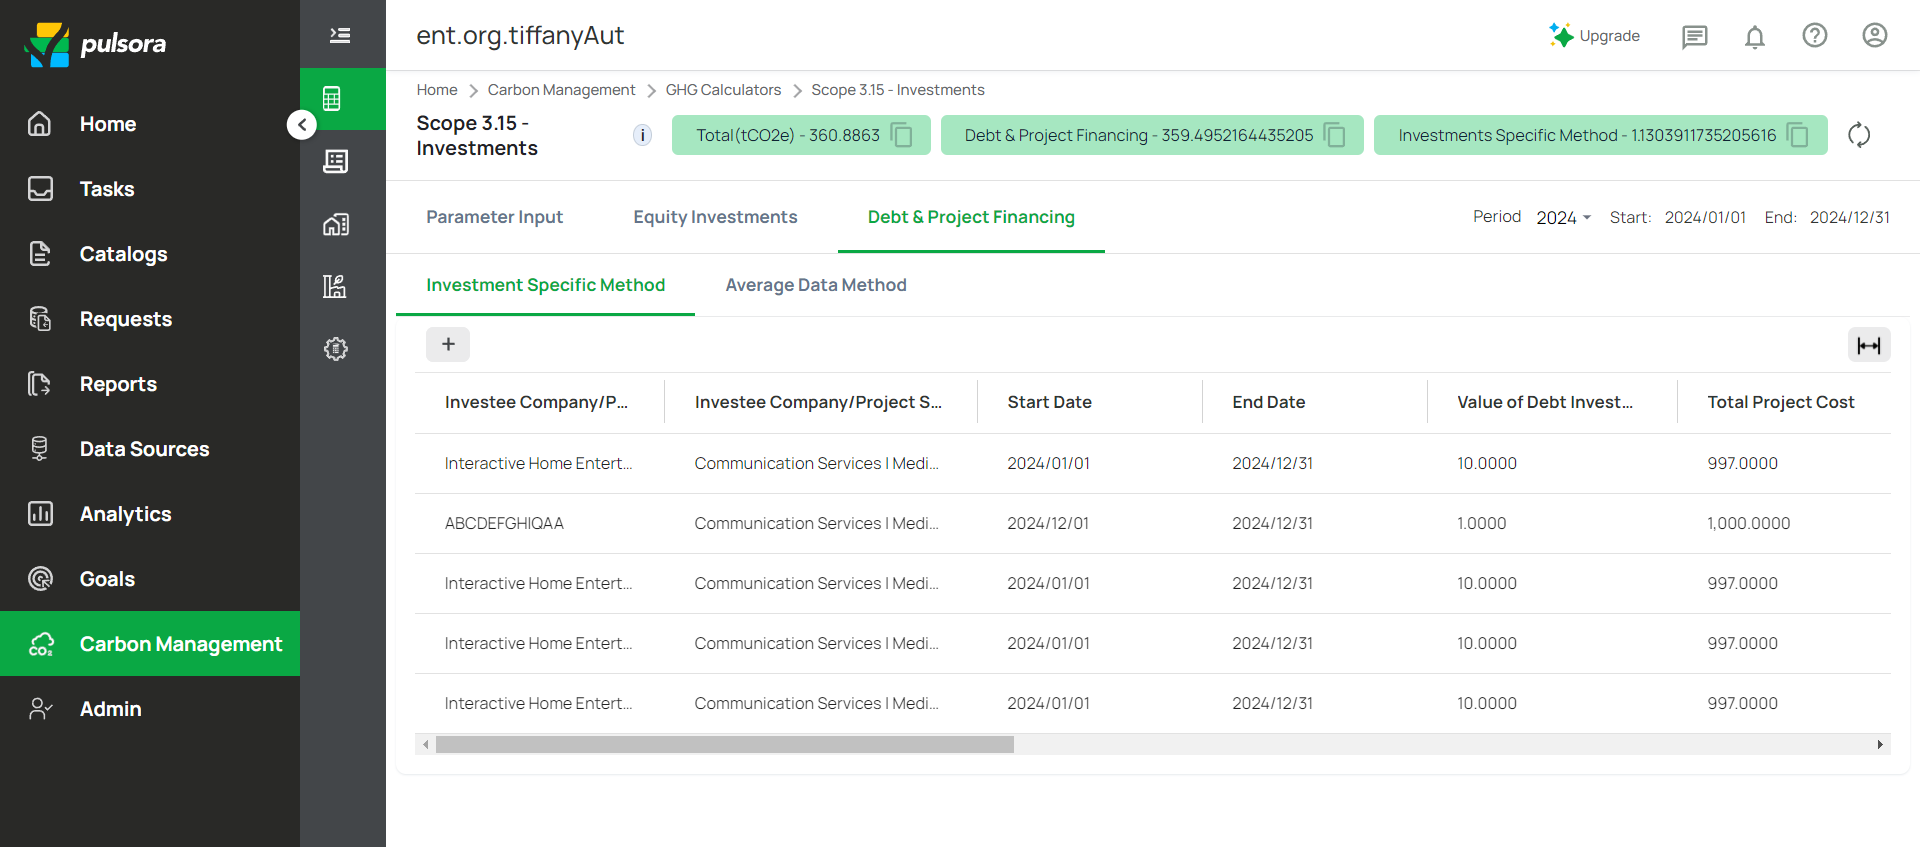 pulsora
Home
Tasks
Catalogs
Requests
Reports
Data Sources
Analytics
Goals
CO₂
Carbon Management
Admin
ent.org.tiffanyAut
Upgrade
Home > Carbon Management > GHG Calculators > Scope 3.15 - Investments
Scope 3.15 -
Investments
i
Total(tCO2e) - 360.8863
Debt & Project Financing - 359.4952164435205
Investments Specific Method - 1.1303911735205616
Parameter Input
Equity Investments
Debt & Project Financing
Period 2024 Start: 2024/01/01 End: 2024/12/31
Investment Specific Method
Average Data Method
+
Investee Company/P... Investee Company/Project S... Start Date End Date Value of Debt Invest... Total Project Cost
Interactive Home Entert... Communication Services | Medi... 2024/01/01 2024/12/31 10.0000 997.0000
ABCDEFGHIQAA Communication Services | Medi... 2024/12/01 2024/12/31 1.0000 1,000.0000
Interactive Home Entert... Communication Services | Medi... 2024/01/01 2024/12/31 10.0000 997.0000
Interactive Home Entert... Communication Services | Medi... 2024/01/01 2024/12/31 10.0000 997.0000
Interactive Home Entert... Communication Services | Medi... 2024/01/01 2024/12/31 10.0000 997.0000